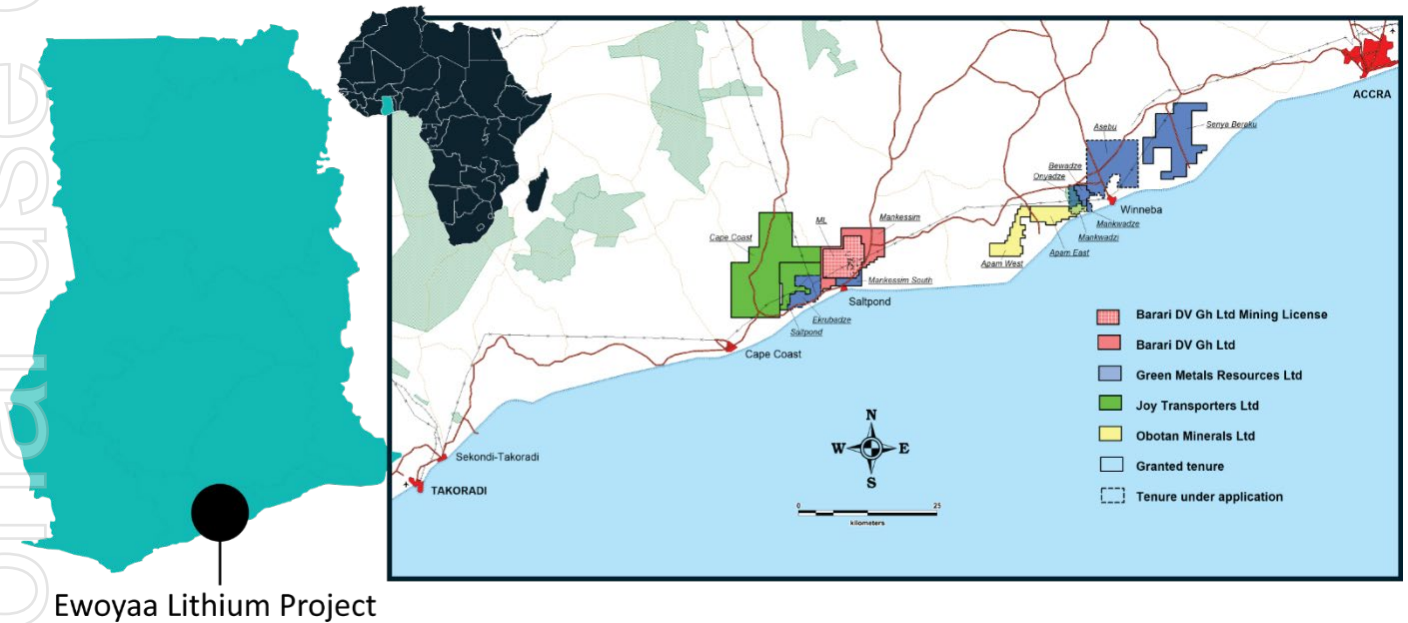 Ewoyaa Lithium Project
ACCRA
Asebu
Senya Beraku
Bewadze
Onyadze
Winneba
Mankwadze
Mankwadzi
Apam East
Apam West
ML
Mankessim
Cape Coast
Mankessim South
Saltpond
Ekrubadze
Saltpond
Cape Coast
Sekondi-Takoradi
TAKORADI
N
W E
S
0 25
kilometers
Barari DV Gh Ltd Mining License
Barari DV Gh Ltd
Green Metals Resources Ltd
Joy Transporters Ltd
Obotan Minerals Ltd
Granted tenure
Tenure under application